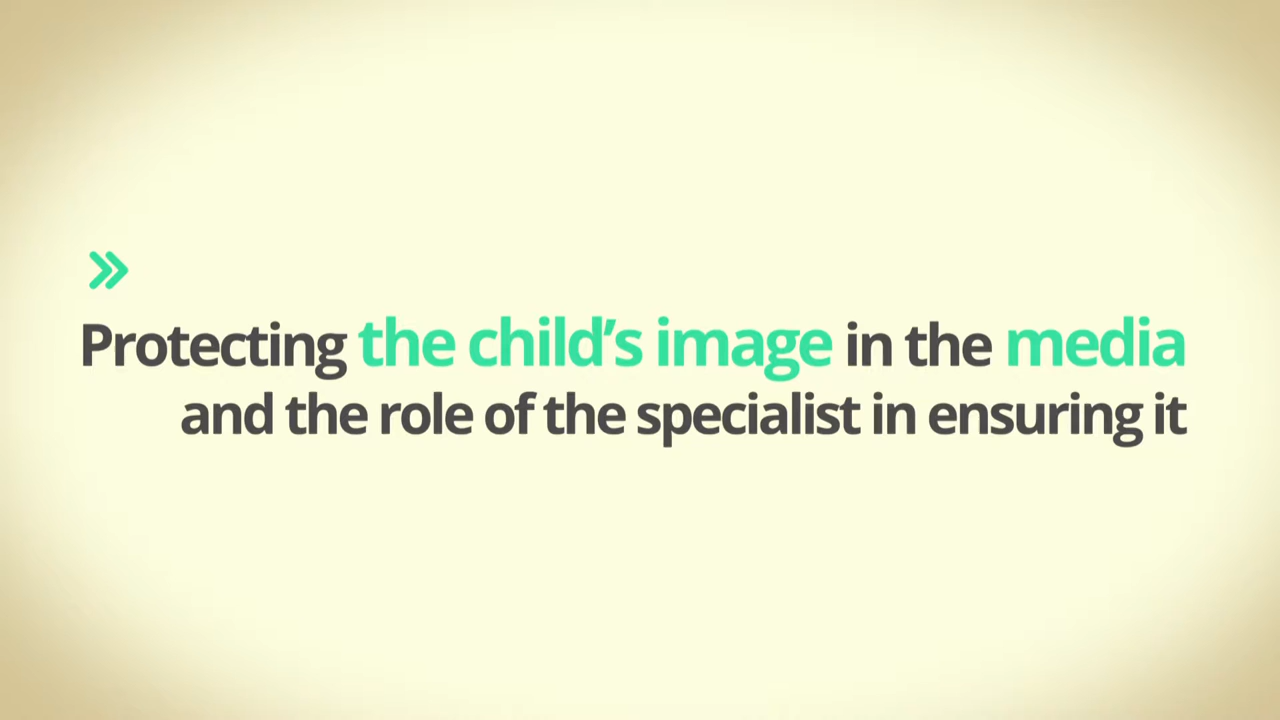 »
Protecting the child’s image in the media
and the role of the specialist in ensuring it